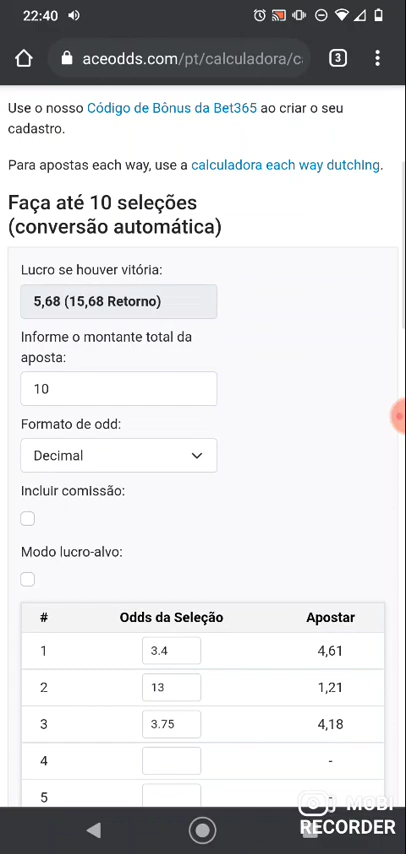 22:40
aceodds.com/pt/calculadora/c
3
Use o nosso Código de Bônus da Bet365 ao criar o seu
cadastro.
Para apostas each way, use a calculadora each way dutching.
Faça até 10 seleções
(conversão automática)
Lucro se houver vitória:
5,68 (15,68 Retorno)
Informe o montante total da
aposta:
10
Formato de odd:
Decimal
Incluir comissão:
Modo lucro-alvo:
# Odds da Seleção Apostar
1 3.4 4,61
2 13 1,21
3 3.75 4,18
4 -
5
MOBI
RECORDER